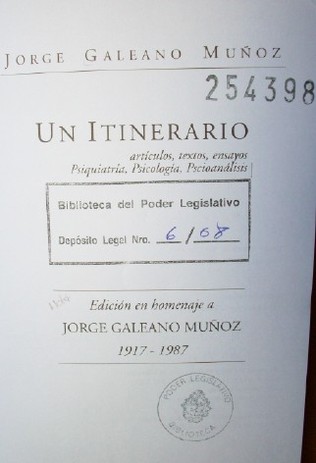 JORGE GALEANO MUÑOZ
254398
UN ITINERARIO
artículos, textos, ensayos
Psiquiatría, Psicología, Pscioanálisis
Biblioteca del Poder Legislativo
Depósito Legal Nro. 6/08
Edición en homenaje a
JORGE GALEANO MUÑOZ
1917 - 1987
PODER LEGISLATIVO
BIBLIOTECA